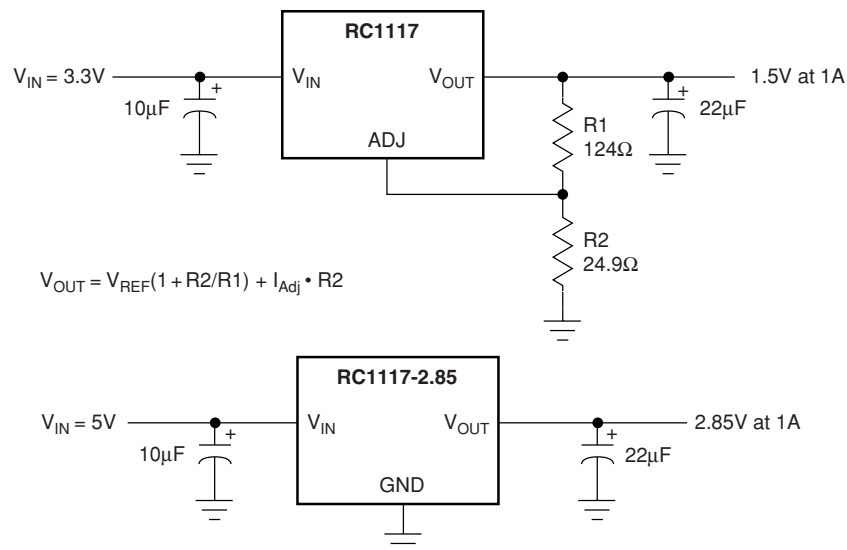 RC1117
V_IN = 3.3V
V_IN
V_OUT
1.5V at 1A
+
10µF
+
22µF
ADJ
R1
124Ω
R2
24.9Ω
V_OUT = V_REF(1 + R2/R1) + I_Adj • R2
RC1117-2.85
V_IN = 5V
V_IN
V_OUT
2.85V at 1A
+
10µF
+
22µF
GND